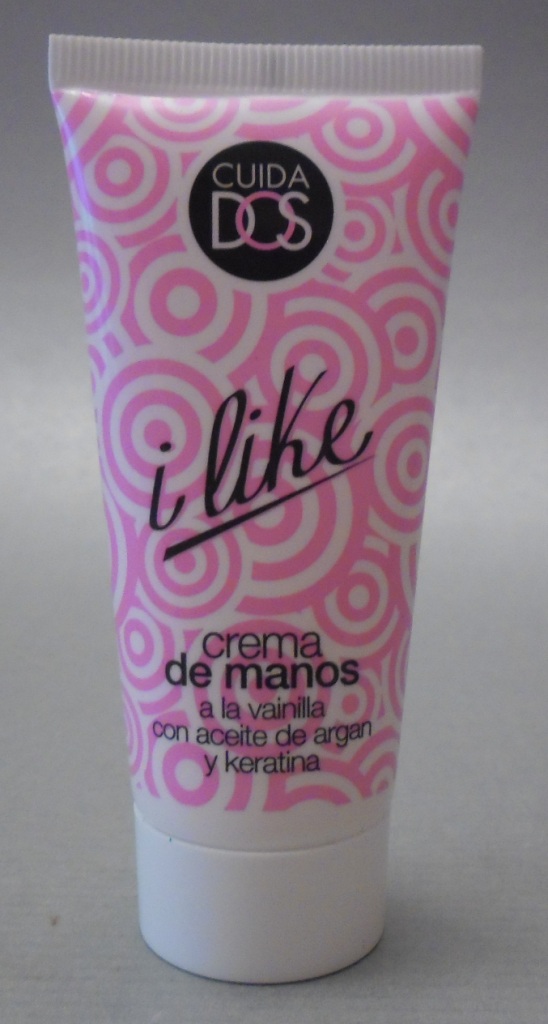 CUIDA
DOS
i like
crema
de manos
a la vainilla
con aceite de argan
y keratina